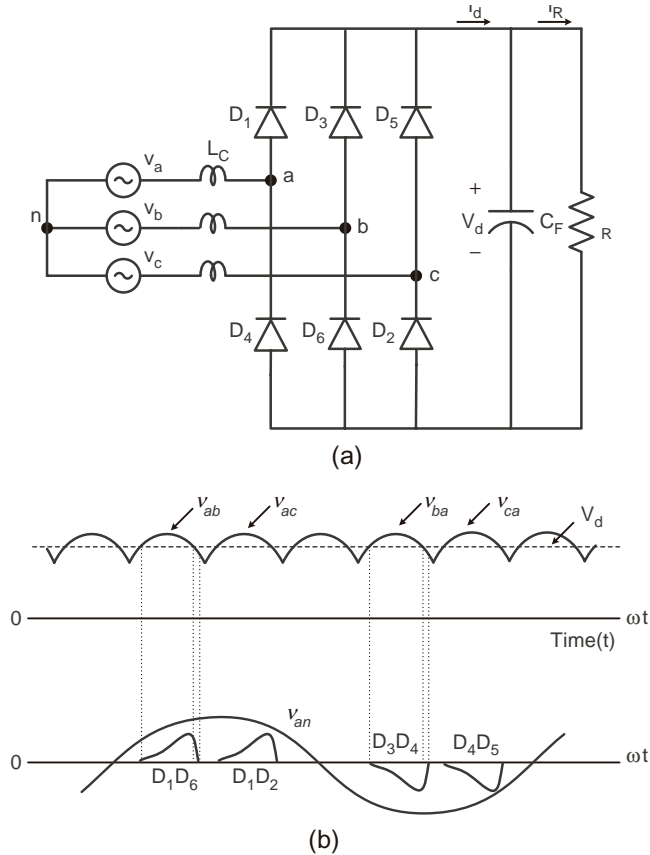 I_d I_R
D_1 D_3 D_5
v_a L_C
a
n v_b
b
+
V_d C_F R
−
v_c
c
D_4 D_6 D_2
(a)
v_ab v_ac v_ba v_ca V_d
0 ωt
Time(t)
v_an
D_3D_4 D_4D_5
0 ωt
D_1D_6 D_1D_2
(b)